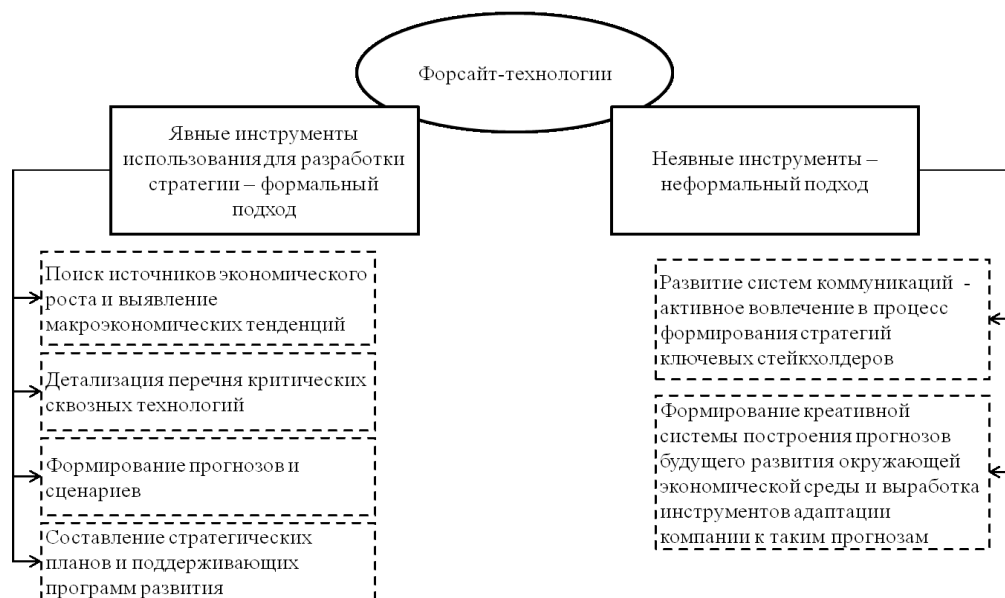 Форсайт-технологии
Явные инструменты
использования для разработки
стратегии – формальный
подход
Неявные инструменты –
неформальный подход
Поиск источников экономического
роста и выявление
макроэкономических тенденций
Детализация перечня критических
сквозных технологий
Формирование прогнозов и
сценариев
Составление стратегических
планов и поддерживающих
программ развития
Развитие систем коммуникаций -
активное вовлечение в процесс
формирования стратегий
ключевых стейкхолдеров
Формирование креативной
системы построения прогнозов
будущего развития окружающей
экономической среды и выработка
инструментов адаптации
компании к таким прогнозам